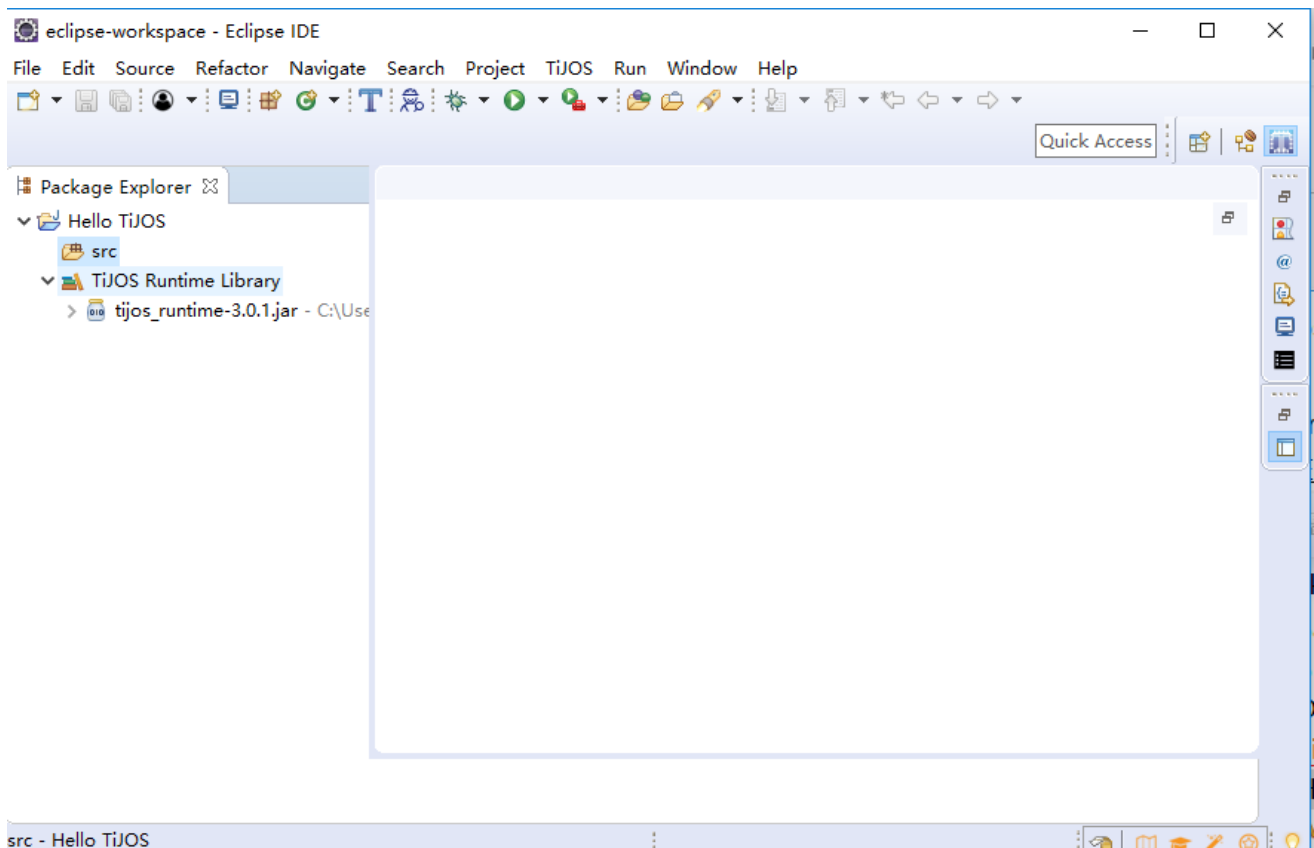 eclipse-workspace - Eclipse IDE
File Edit Source Refactor Navigate Search Project TiJOS Run Window Help
Quick Access
Package Explorer
Hello TiJOS
src
TiJOS Runtime Library
tijos_runtime-3.0.1.jar - C:\Use
src - Hello TiJOS